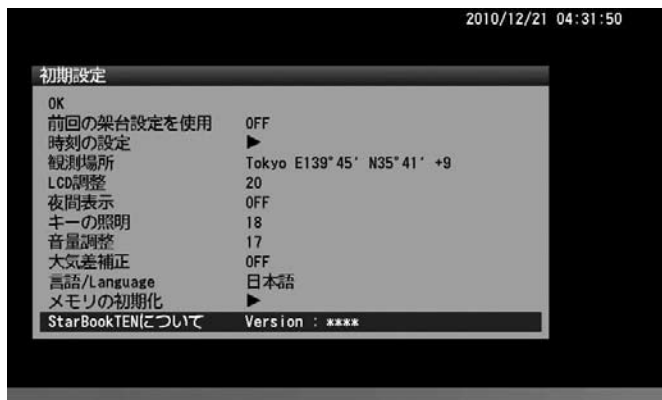 2010/12/21 04:31:50
初期設定
OK
前回の架台設定を使用 OFF
時刻の設定 ▶
観測場所 Tokyo E139°45′ N35°41′ +9
LCD調整 20
夜間表示 OFF
キーの照明 18
音量調整 17
大気差補正 OFF
言語/Language 日本語
メモリの初期化 ▶
StarBookTENについて Version : ****